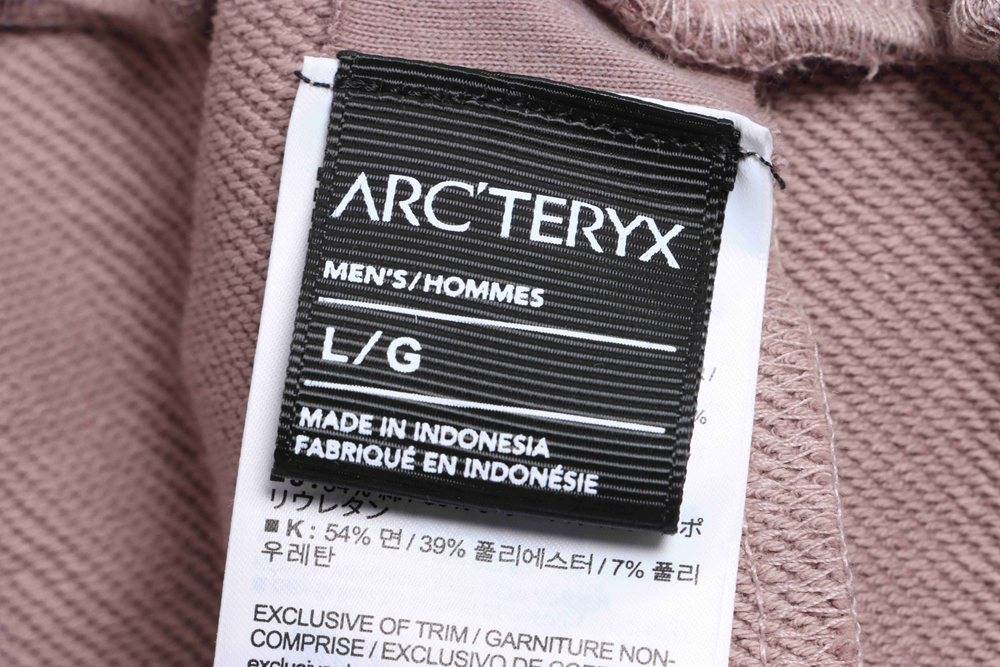 ARC'TERYX
MEN'S/HOMMES
L/G
MADE IN INDONESIA
FABRIQUÉ EN INDONÉSIE
ポ
リウレタン
■ K : 54% 면 / 39% 폴리에스터 / 7% 폴리
우레탄
EXCLUSIVE OF TRIM / GARNITURE NON-
COMPRISE / EXCLUSIVO DE